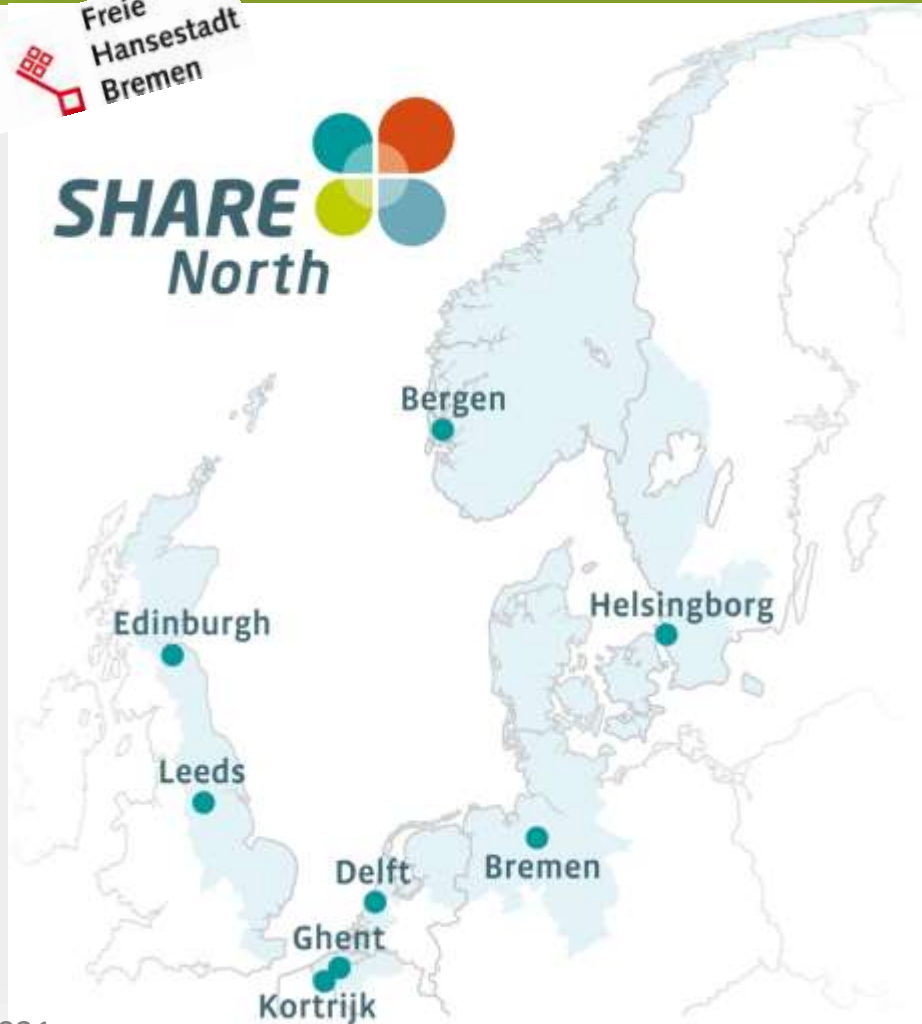 Freie
Hansestadt
Bremen
SHARE
North
Bergen
Helsingborg
Edinburgh
Leeds
Delft
Bremen
Ghent
Kortrijk